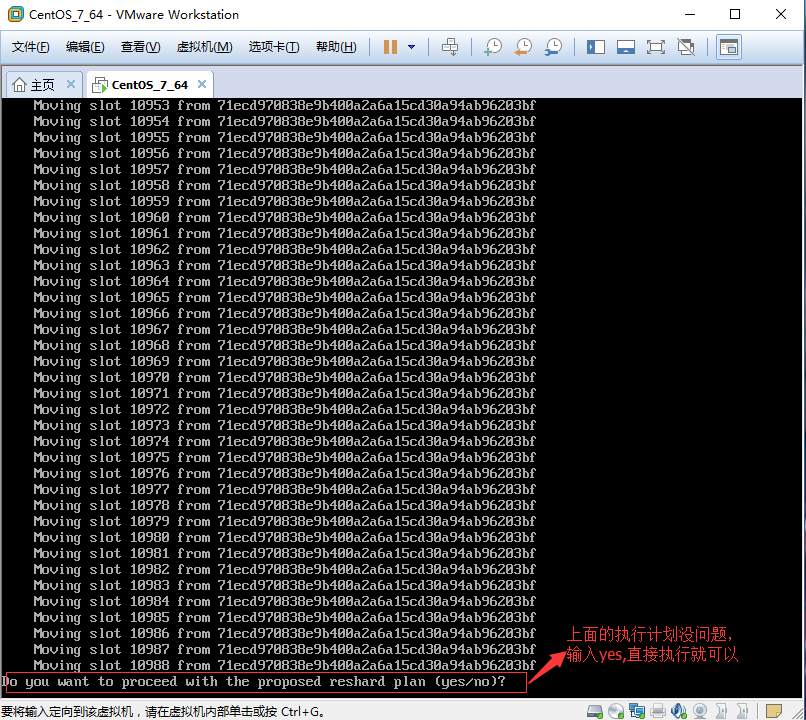 CentOS_7_64 - VMware Workstation
文件(F) 编辑(E) 查看(V) 虚拟机(M) 选项卡(T) 帮助(H)
主页 CentOS_7_64
Moving slot 10953 from 71ecd970838e9b400a2a6a15cd30a94ab96203bf
Moving slot 10954 from 71ecd970838e9b400a2a6a15cd30a94ab96203bf
Moving slot 10955 from 71ecd970838e9b400a2a6a15cd30a94ab96203bf
Moving slot 10956 from 71ecd970838e9b400a2a6a15cd30a94ab96203bf
Moving slot 10957 from 71ecd970838e9b400a2a6a15cd30a94ab96203bf
Moving slot 10958 from 71ecd970838e9b400a2a6a15cd30a94ab96203bf
Moving slot 10959 from 71ecd970838e9b400a2a6a15cd30a94ab96203bf
Moving slot 10960 from 71ecd970838e9b400a2a6a15cd30a94ab96203bf
Moving slot 10961 from 71ecd970838e9b400a2a6a15cd30a94ab96203bf
Moving slot 10962 from 71ecd970838e9b400a2a6a15cd30a94ab96203bf
Moving slot 10963 from 71ecd970838e9b400a2a6a15cd30a94ab96203bf
Moving slot 10964 from 71ecd970838e9b400a2a6a15cd30a94ab96203bf
Moving slot 10965 from 71ecd970838e9b400a2a6a15cd30a94ab96203bf
Moving slot 10966 from 71ecd970838e9b400a2a6a15cd30a94ab96203bf
Moving slot 10967 from 71ecd970838e9b400a2a6a15cd30a94ab96203bf
Moving slot 10968 from 71ecd970838e9b400a2a6a15cd30a94ab96203bf
Moving slot 10969 from 71ecd970838e9b400a2a6a15cd30a94ab96203bf
Moving slot 10970 from 71ecd970838e9b400a2a6a15cd30a94ab96203bf
Moving slot 10971 from 71ecd970838e9b400a2a6a15cd30a94ab96203bf
Moving slot 10972 from 71ecd970838e9b400a2a6a15cd30a94ab96203bf
Moving slot 10973 from 71ecd970838e9b400a2a6a15cd30a94ab96203bf
Moving slot 10974 from 71ecd970838e9b400a2a6a15cd30a94ab96203bf
Moving slot 10975 from 71ecd970838e9b400a2a6a15cd30a94ab96203bf
Moving slot 10976 from 71ecd970838e9b400a2a6a15cd30a94ab96203bf
Moving slot 10977 from 71ecd970838e9b400a2a6a15cd30a94ab96203bf
Moving slot 10978 from 71ecd970838e9b400a2a6a15cd30a94ab96203bf
Moving slot 10979 from 71ecd970838e9b400a2a6a15cd30a94ab96203bf
Moving slot 10980 from 71ecd970838e9b400a2a6a15cd30a94ab96203bf
Moving slot 10981 from 71ecd970838e9b400a2a6a15cd30a94ab96203bf
Moving slot 10982 from 71ecd970838e9b400a2a6a15cd30a94ab96203bf
Moving slot 10983 from 71ecd970838e9b400a2a6a15cd30a94ab96203bf
Moving slot 10984 from 71ecd970838e9b400a2a6a15cd30a94ab96203bf
Moving slot 10985 from 71ecd970838e9b400a2a6a15cd30a94ab96203bf
Moving slot 10986 from 71ecd970838e9b400a2a6a15cd30a94ab96203bf
Moving slot 10987 from 71ecd970838e9b400a2a6a15cd30a94ab96203bf
Moving slot 10988 from 71ecd970838e9b400a2a6a15cd30a94ab96203bf
Do you want to proceed with the proposed reshard plan (yes/no)?
上面的执行计划没问题，
输入yes,直接执行就可以
要将输入定向到该虚拟机，请在虚拟机内部单击或按 Ctrl+G。